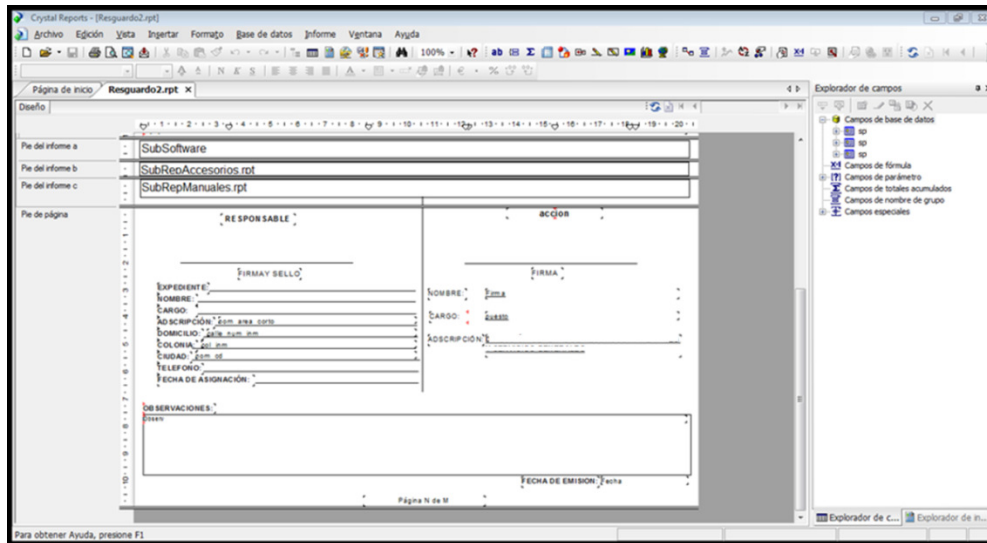 Crystal Reports - [Resguardo2.rpt]
Archivo Edición Vista Insertar Formato Base de datos Informe Ventana Ayuda
100%
Página de inicio Resguardo2.rpt
Diseño
Pie del informe a
SubSoftware
Pie del informe b
SubRepAccesorios.rpt
Pie del informe c
SubRepManuales.rpt
Pie de página
RESPONSABLE
accion
FIRMAY SELLO
FIRMA
EXPEDIENTE:
NOMBRE:
CARGO:
ADSCRIPCIÓN: pom_area_corto
DOMICILIO: calle_num_inm
COLONIA: col_inm
CIUDAD: pom_cd
TELEFONO:
FECHA DE ASIGNACIÓN:
NOMBRE: Firma
CARGO: puesto
ADSCRIPCIÓN
OBSERVACIONES:
Observ
FECHA DE EMISION: Fecha
Página N de M
Explorador de campos
Campos de base de datos
sp
sp
sp
Campos de fórmula
Campos de parámetro
Campos de totales acumulados
Campos de nombre de grupo
Campos especiales
Explorador de c... Explorador de in...
Para obtener Ayuda, presione F1